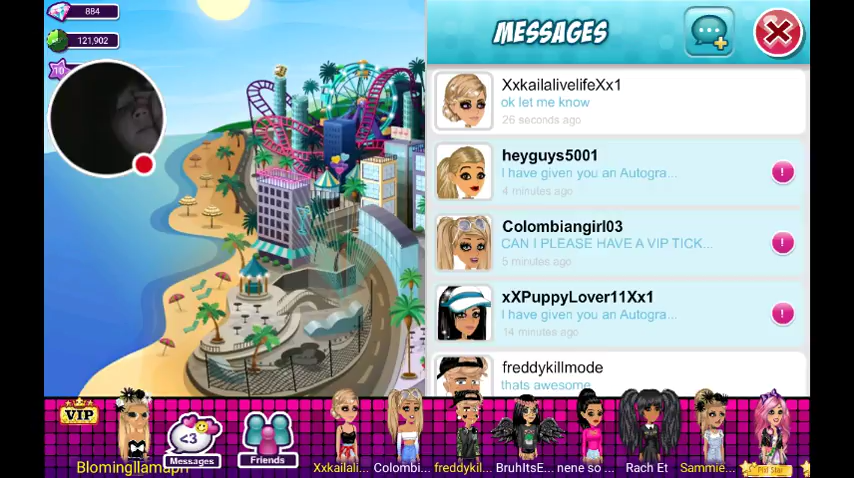 884
121,902
10
MESSAGES
XxkailalivelifeXx1
ok let me know
26 seconds ago
heyguys5001
I have given you an Autogra...
4 minutes ago
Colombiangirl03
CAN I PLEASE HAVE A VIP TICK...
5 minutes ago
xXPuppyLover11Xx1
I have given you an Autogra...
14 minutes ago
freddykillmode
thats awesome
VIP
<3
Messages
Friends
Xxkailali...
Colombi...
freddykil...
BruhItsE...
nene so ...
Rach Et
Sammie...
Pixi Star